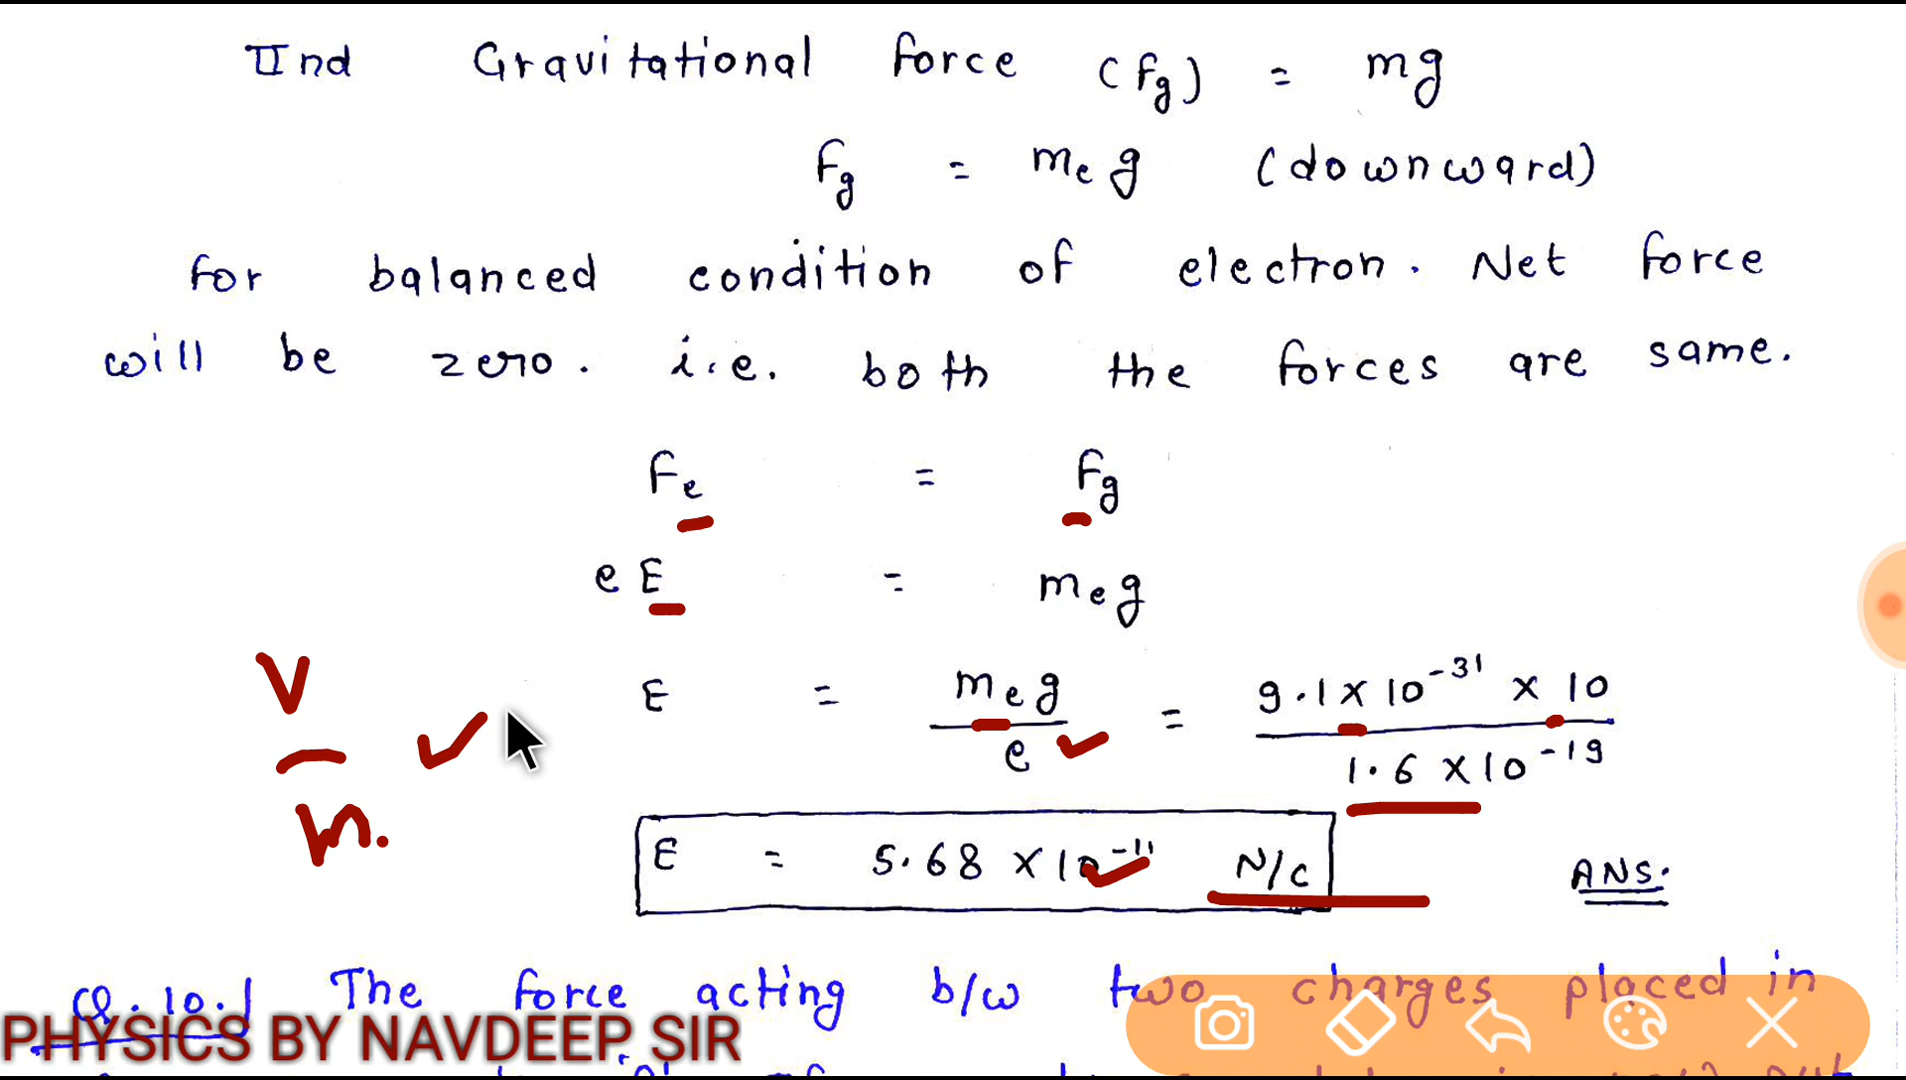 IInd Gravitational force (Fg) = mg
Fg = meg (downward)
for balanced condition of electron. Net force
will be zero. i.e. both the forces are same.
Fe = Fg
eE = meg
E = meg/e = 9.1 x 10^-31 x 10 / 1.6 x 10^-19
V/m.
E = 5.68 x 10^-11 N/C ANS.
Q.10. The force acting b/w two charges placed in
PHYSICS BY NAVDEEP SIR